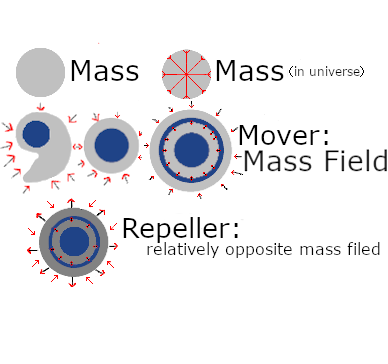 Mass
Mass (in universe)
Mover:
Mass Field
Repeller:
relatively opposite mass filed